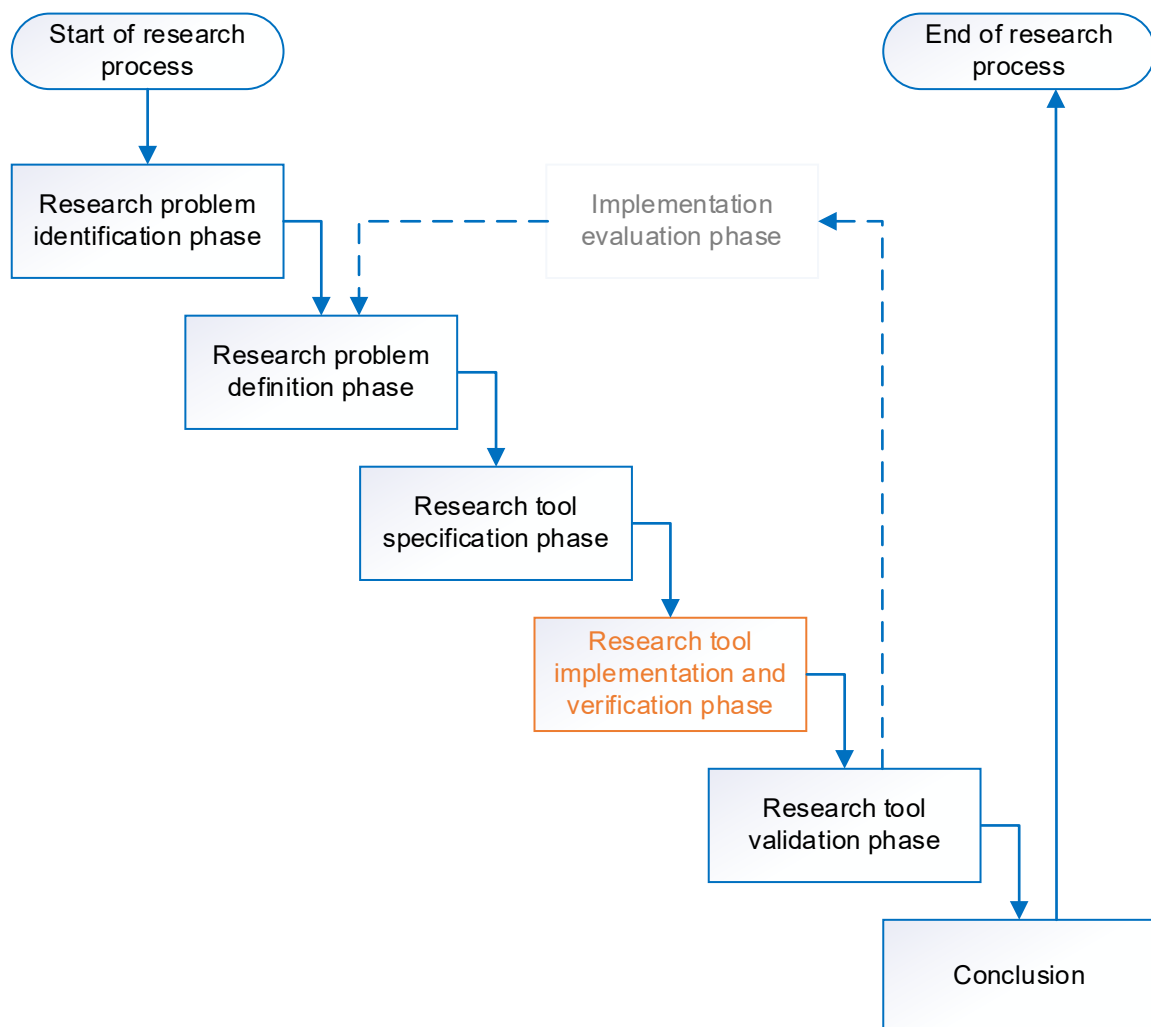 Start of research
process
End of research
process
Research problem
identification phase
Implementation
evaluation phase
Research problem
definition phase
Research tool
specification phase
Research tool
implementation and
verification phase
Research tool
validation phase
Conclusion